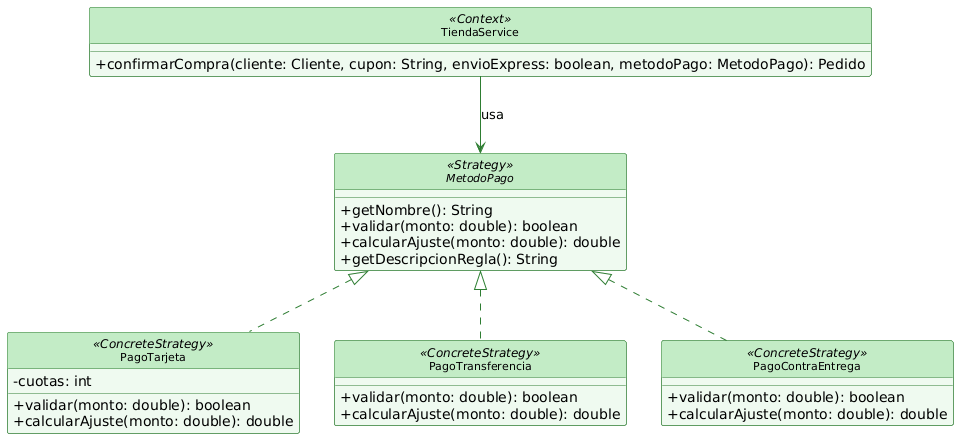 «Context»
TiendaService
+confirmarCompra(cliente: Cliente, cupon: String, envioExpress: boolean, metodoPago: MetodoPago): Pedido
usa
«Strategy»
MetodoPago
+getNombre(): String
+validar(monto: double): boolean
+calcularAjuste(monto: double): double
+getDescripcionRegla(): String
«ConcreteStrategy»
PagoTarjeta
-cuotas: int
+validar(monto: double): boolean
+calcularAjuste(monto: double): double
«ConcreteStrategy»
PagoTransferencia
+validar(monto: double): boolean
+calcularAjuste(monto: double): double
«ConcreteStrategy»
PagoContraEntrega
+validar(monto: double): boolean
+calcularAjuste(monto: double): double